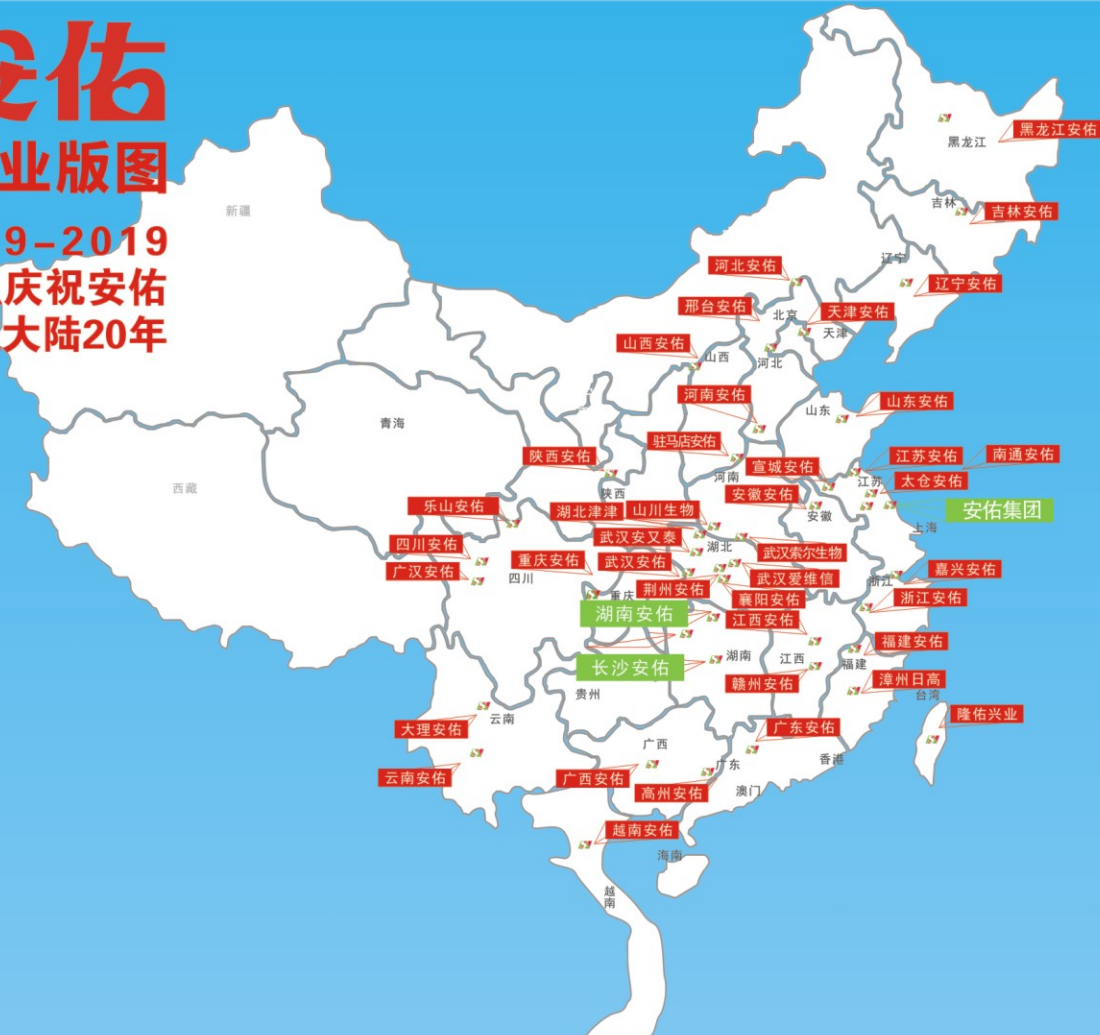 安佑
业版图
9-2019
庆祝安佑
大陆20年
黑龙江安佑
黑龙江
吉林
吉林安佑
新疆
辽宁
辽宁安佑
河北安佑
邢台安佑
北京
天津安佑
天津
山西安佑
山西
河北
河南安佑
山东
山东安佑
青海
驻马店安佑
陕西安佑
宣城安佑
江苏安佑
南通安佑
河南
江苏
太仓安佑
西藏
陕西
安徽安佑
乐山安佑
湖北津津
山川生物
安徽
安佑集团
上海
武汉安又泰
四川安佑
湖北
武汉索尔生物
重庆安佑
武汉安佑
广汉安佑
四川
武汉爱维信
浙江
嘉兴安佑
荆州安佑
襄阳安佑
重庆
浙江安佑
湖南安佑
江西安佑
福建安佑
长沙安佑
湖南
江西
福建
赣州安佑
漳州日高
贵州
台湾
云南
隆佑兴业
大理安佑
广东安佑
广西
香港
云南安佑
广西安佑
广东
高州安佑
澳门
越南安佑
海南
越南